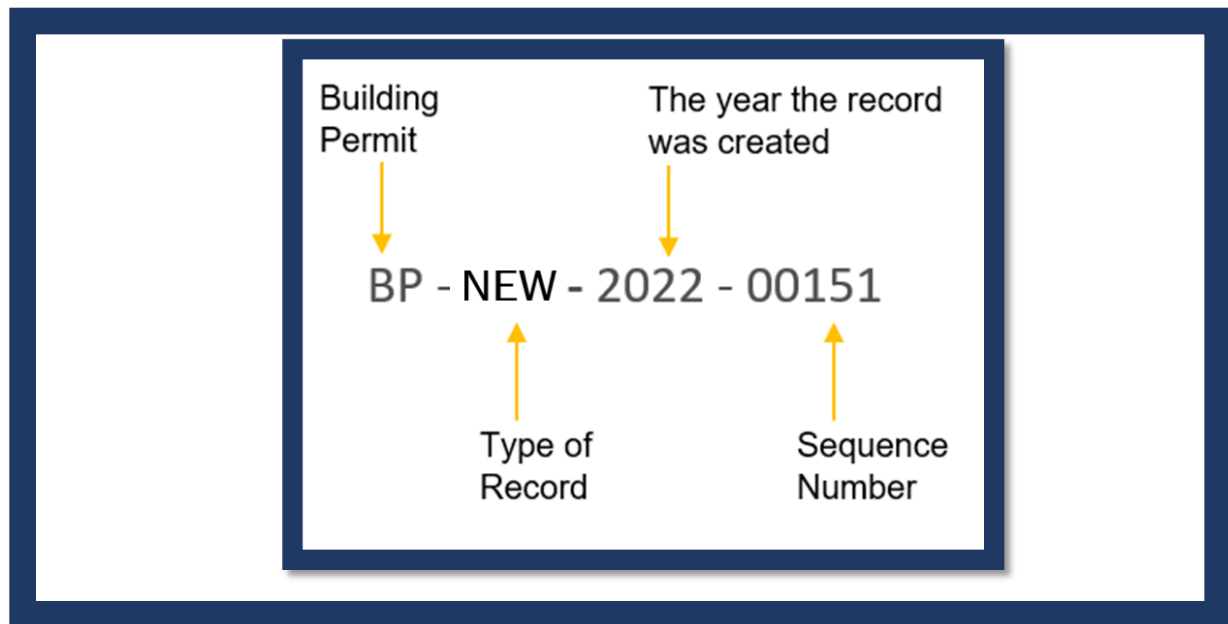 Building
Permit
The year the record
was created
BP - NEW - 2022 - 00151
Type of
Record
Sequence
Number